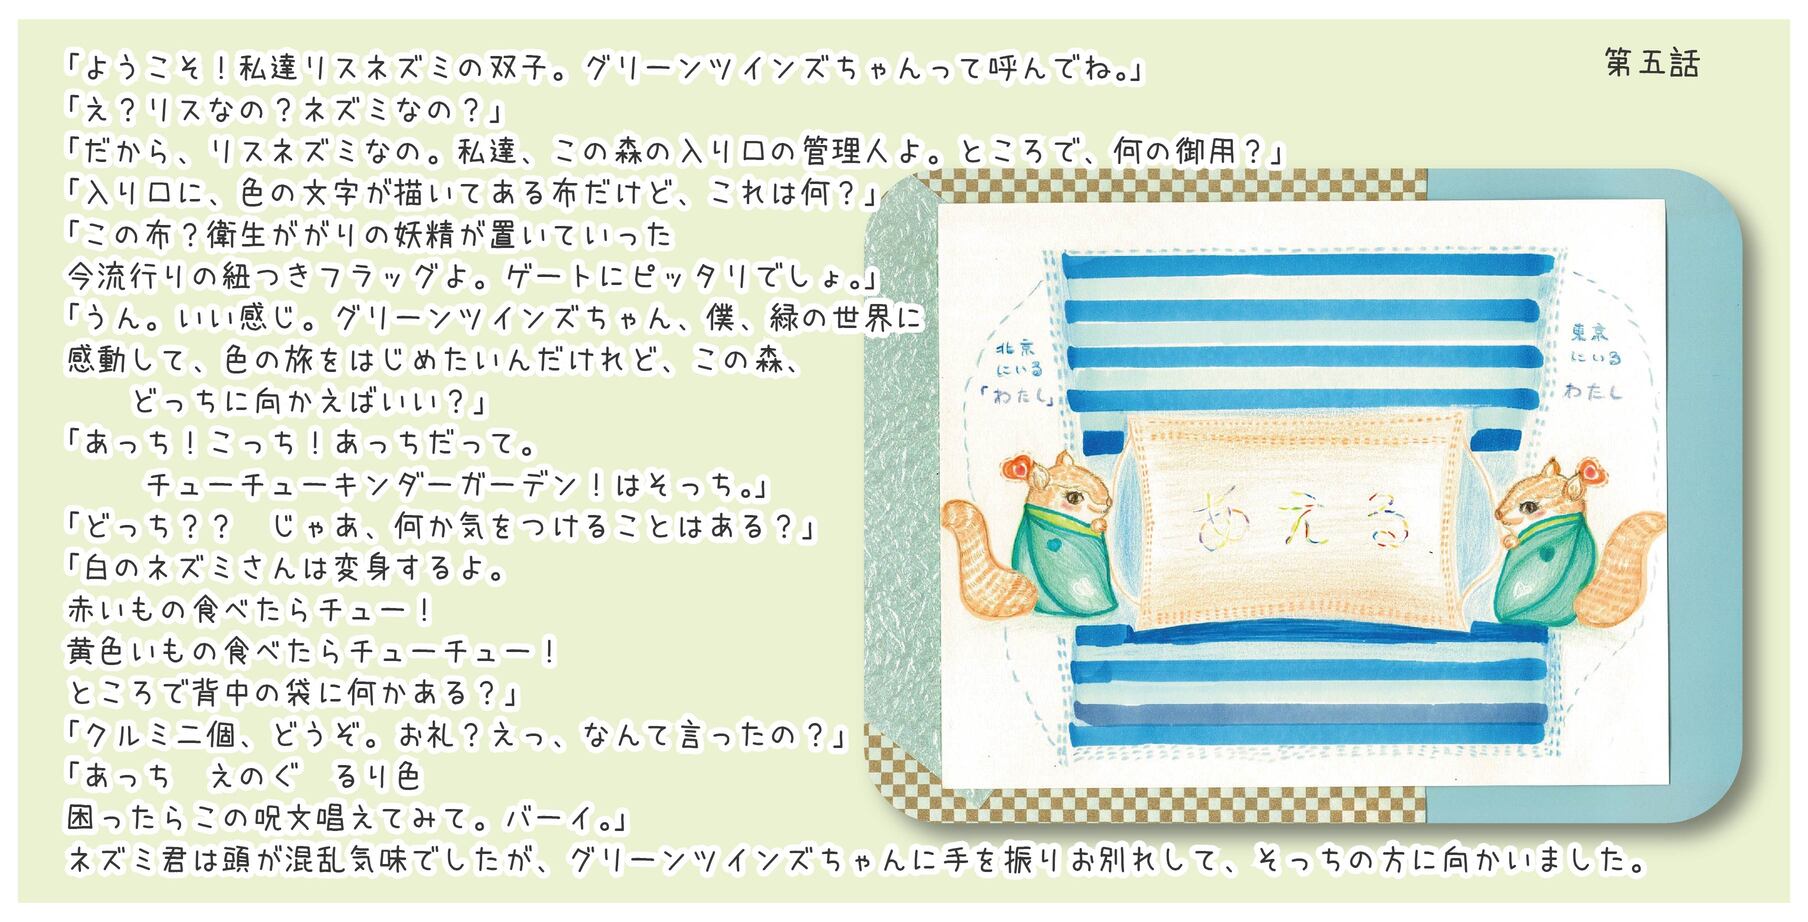 第五話
「ようこそ！私達リスネズミの双子。グリーンツインズちゃんって呼んでね。」
「え？リスなの？ネズミなの？」
「だから、リスネズミなの。私達、この森の入り口の管理人よ。ところで、何の御用？」
「入り口に、色の文字が描いてある布だけど、これは何？」
「この布？衛生ががりの妖精が置いていった
今流行りの紐つきフラッグよ。ゲートにピッタリでしょ。」
「うん。いい感じ。グリーンツインズちゃん、僕、緑の世界に
感動して、色の旅をはじめたいんだけれど、この森、
どっちに向かえばいい？」
「あっち！こっち！あっちだって。
チューチューキンダーガーデン！はそっち。」
「どっち？？　じゃあ、何か気をつけることはある？」
「白のネズミさんは変身するよ。
赤いもの食べたらチュー！
黄色いもの食べたらチューチュー！
ところで背中の袋に何かある？」
「クルミ二個、どうぞ。お礼？えっ、なんて言ったの？」
「あっち　えのぐ　るり色
困ったらこの呪文唱えてみて。バーイ。」
ネズミ君は頭が混乱気味でしたが、グリーンツインズちゃんに手を振りお別れして、そっちの方に向かいました。
北京
にいる
「わたし」
東京
にいる
わたし
あえる